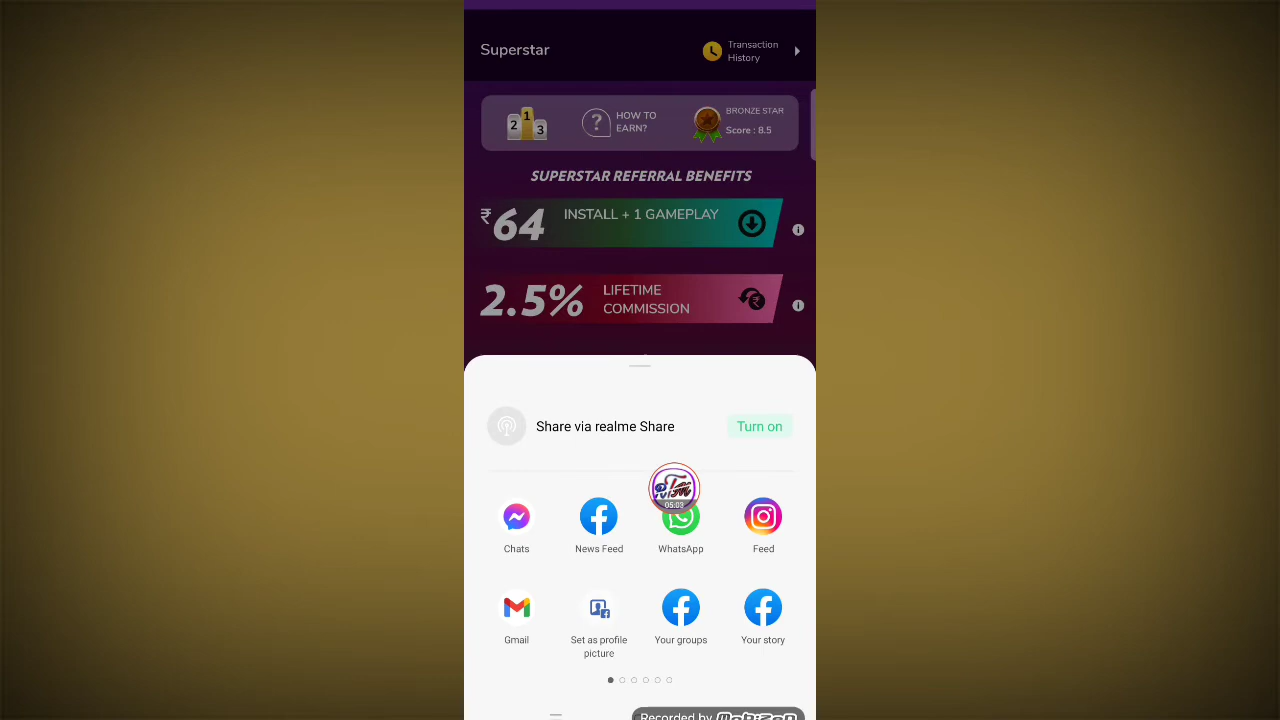 Superstar
Transaction
History
2 1 3
?
HOW TO
EARN?
BRONZE STAR
Score : 8.5
SUPERSTAR REFERRAL BENEFITS
₹64
INSTALL + 1 GAMEPLAY
i
2.5%
LIFETIME
COMMISSION
₹
i
Share via realme Share
Turn on
05:03
Chats
News Feed
WhatsApp
Feed
Gmail
Set as profile
picture
Your groups
Your story
Recorded by